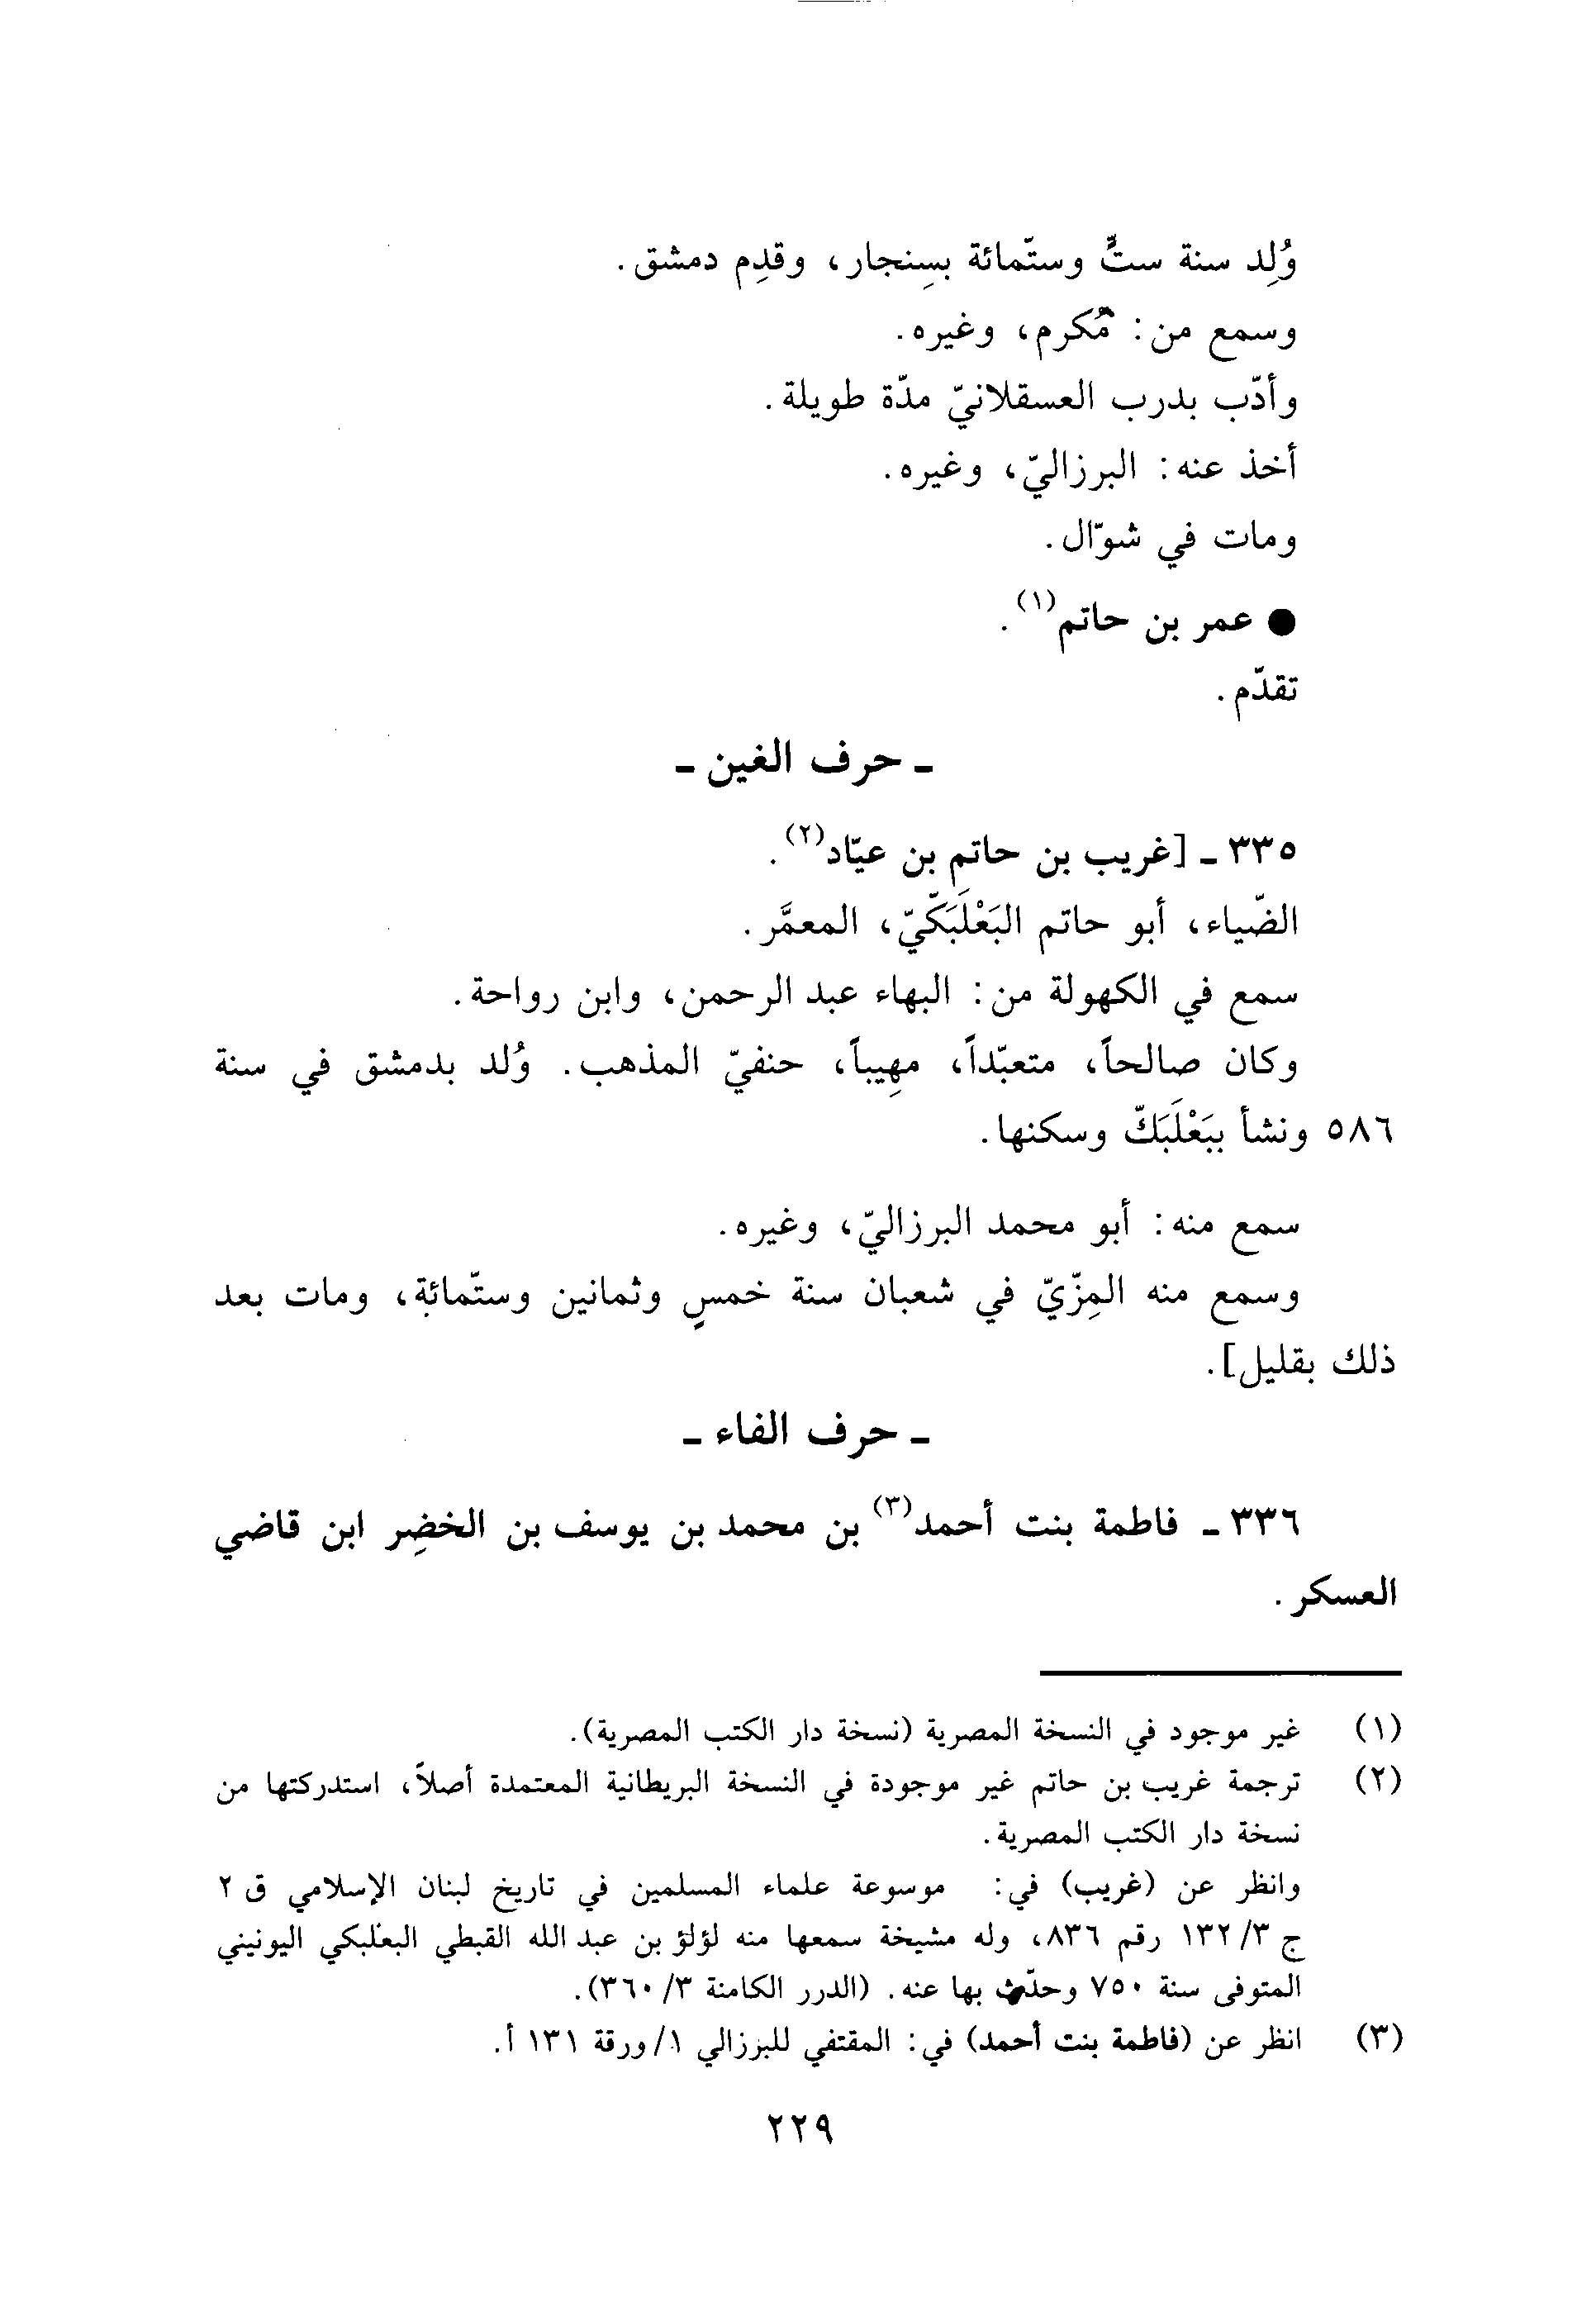 وُلِد سنة ستٍّ وستّمائة بسِنجار، وقدِم دمشق.
وسمع من: مُكرم، وغيره.
وأدّب بدرب العسقلانيّ مدّة طويلة.
أخذ عنه: البرزاليّ، وغيره.
ومات في شوّال.
● عمر بن حاتم(١).
تقدّم.
ـ حرف الغين ـ
٣٣٥ ـ [غريب بن حاتم بن عيّاد(٢).
الضّياء، أبو حاتم البَعْلَبَكّيّ، المعمَّر.
سمع في الكهولة من: البهاء عبد الرحمن، وابن رواحة.
وكان صالحاً، متعبّداً، مهِيباً، حنفيّ المذهب. وُلد بدمشق في سنة
٥٨٦ ونشأ ببَعْلَبَكّ وسكنها.
سمع منه: أبو محمد البرزاليّ، وغيره.
وسمع منه المِزّيّ في شعبان سنة خمسٍ وثمانين وستّمائة، ومات بعد
ذلك بقليل].
ـ حرف الفاء ـ
٣٣٦ ـ فاطمة بنت أحمد(٣) بن محمد بن يوسف بن الخضِر ابن قاضي
العسكر.
(١) غير موجود في النسخة المصرية (نسخة دار الكتب المصرية).
(٢) ترجمة غريب بن حاتم غير موجودة في النسخة البريطانية المعتمدة أصلاً، استدركتها من
نسخة دار الكتب المصرية.
وانظر عن (غريب) في: موسوعة علماء المسلمين في تاريخ لبنان الإسلامي ق ٢
ج ٣/ ١٣٢ رقم ٨٣٦، وله مشيخة سمعها منه لؤلؤ بن عبد الله القبطي البعلبكي اليونيني
المتوفى سنة ٧٥٠ وحدّث بها عنه. (الدرر الكامنة ٣/ ٣٦٠).
(٣) انظر عن (فاطمة بنت أحمد) في: المقتفي للبرزالي ١/ ورقة ١٣١ أ.
٢٢٩